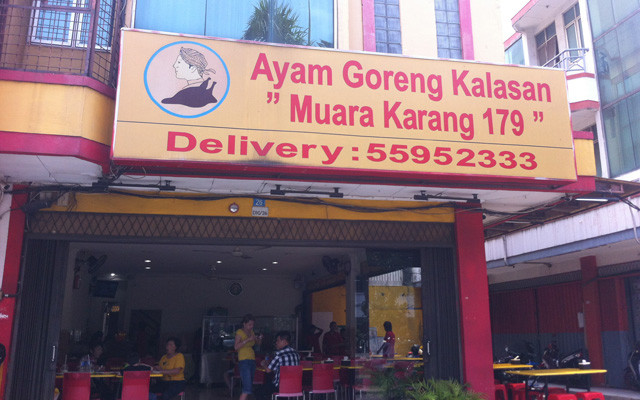 Ayam Goreng Kalasan
" Muara Karang 179 "
Delivery : 55952333